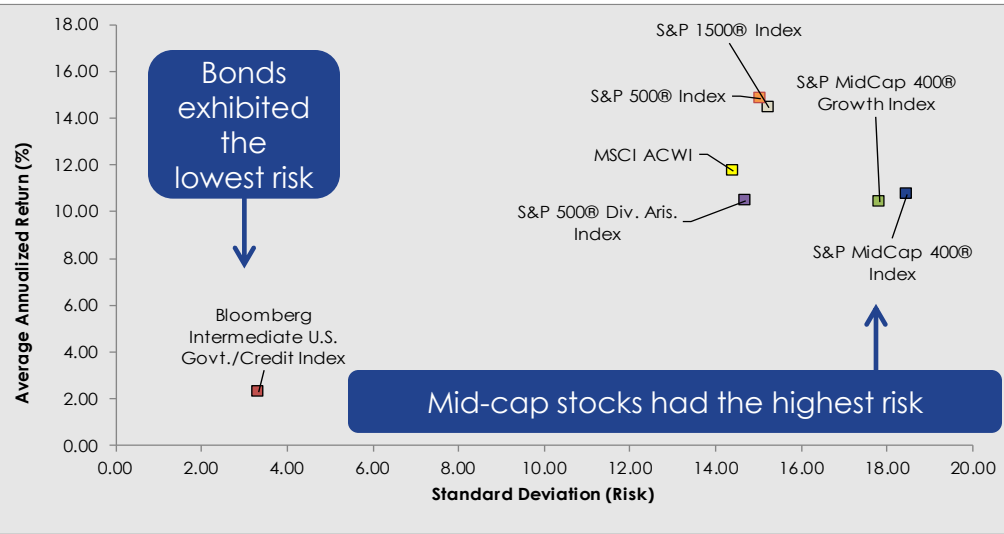 18.00
16.00
14.00
12.00
10.00
8.00
6.00
4.00
2.00
0.00
Average Annualized Return (%)
Bonds
exhibited
the
lowest risk
S&P 1500® Index
S&P 500® Index
S&P MidCap 400®
Growth Index
MSCI ACWI
S&P 500® Div. Aris.
Index
S&P MidCap 400®
Index
Bloomberg
Intermediate U.S.
Govt./Credit Index
Mid-cap stocks had the highest risk
0.00 2.00 4.00 6.00 8.00 10.00 12.00 14.00 16.00 18.00 20.00
Standard Deviation (Risk)